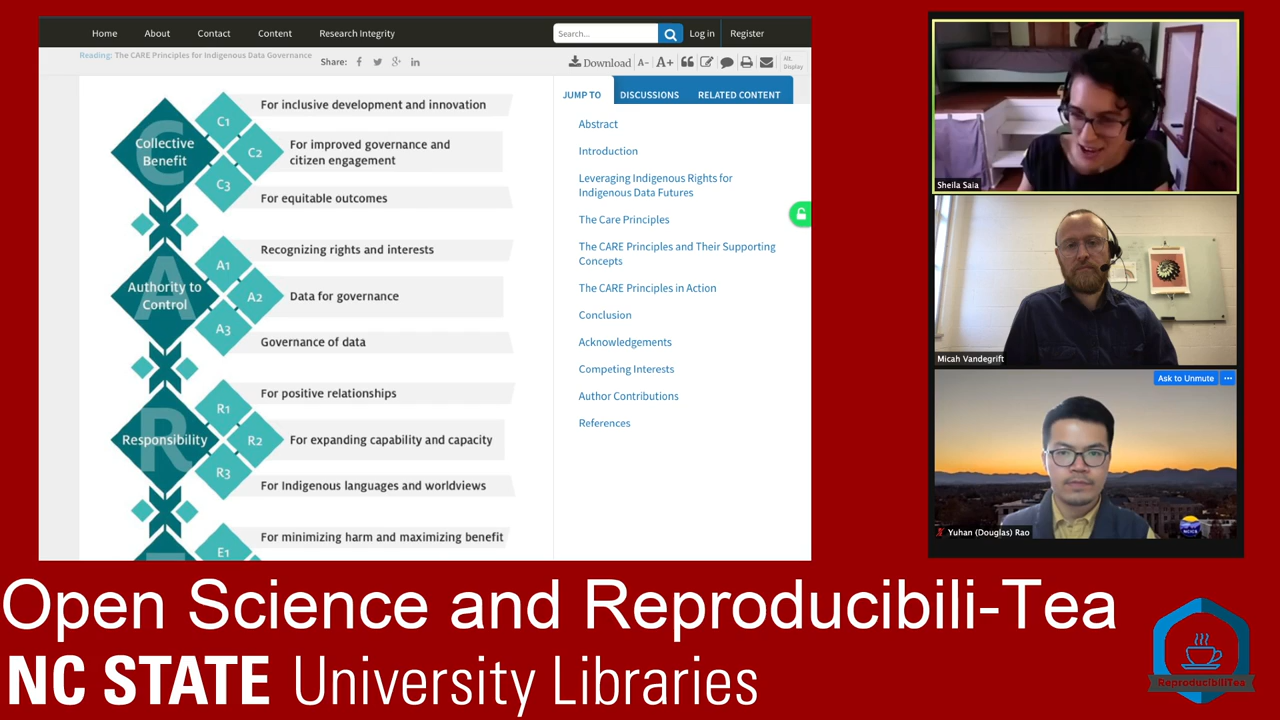 Home About Contact Content Research Integrity Search... Log in Register
Reading: The CARE Principles for Indigenous Data Governance
Share:
Download A- A+ Alt. Display
C
Collective Benefit
C1 For inclusive development and innovation
C2 For improved governance and
citizen engagement
C3 For equitable outcomes
A
Authority to Control
A1 Recognizing rights and interests
A2 Data for governance
A3 Governance of data
R
Responsibility
R1 For positive relationships
R2 For expanding capability and capacity
R3 For Indigenous languages and worldviews
E1 For minimizing harm and maximizing benefit
JUMP TO DISCUSSIONS RELATED CONTENT
Abstract
Introduction
Leveraging Indigenous Rights for
Indigenous Data Futures
The Care Principles
The CARE Principles and Their Supporting
Concepts
The CARE Principles in Action
Conclusion
Acknowledgements
Competing Interests
Author Contributions
References
Sheila Saia
Micah Vandegrift
Ask to Unmute
Yuhan (Douglas) Rao
Open Science and Reproducibili-Tea
NC STATE University Libraries
ReproducibiliTea